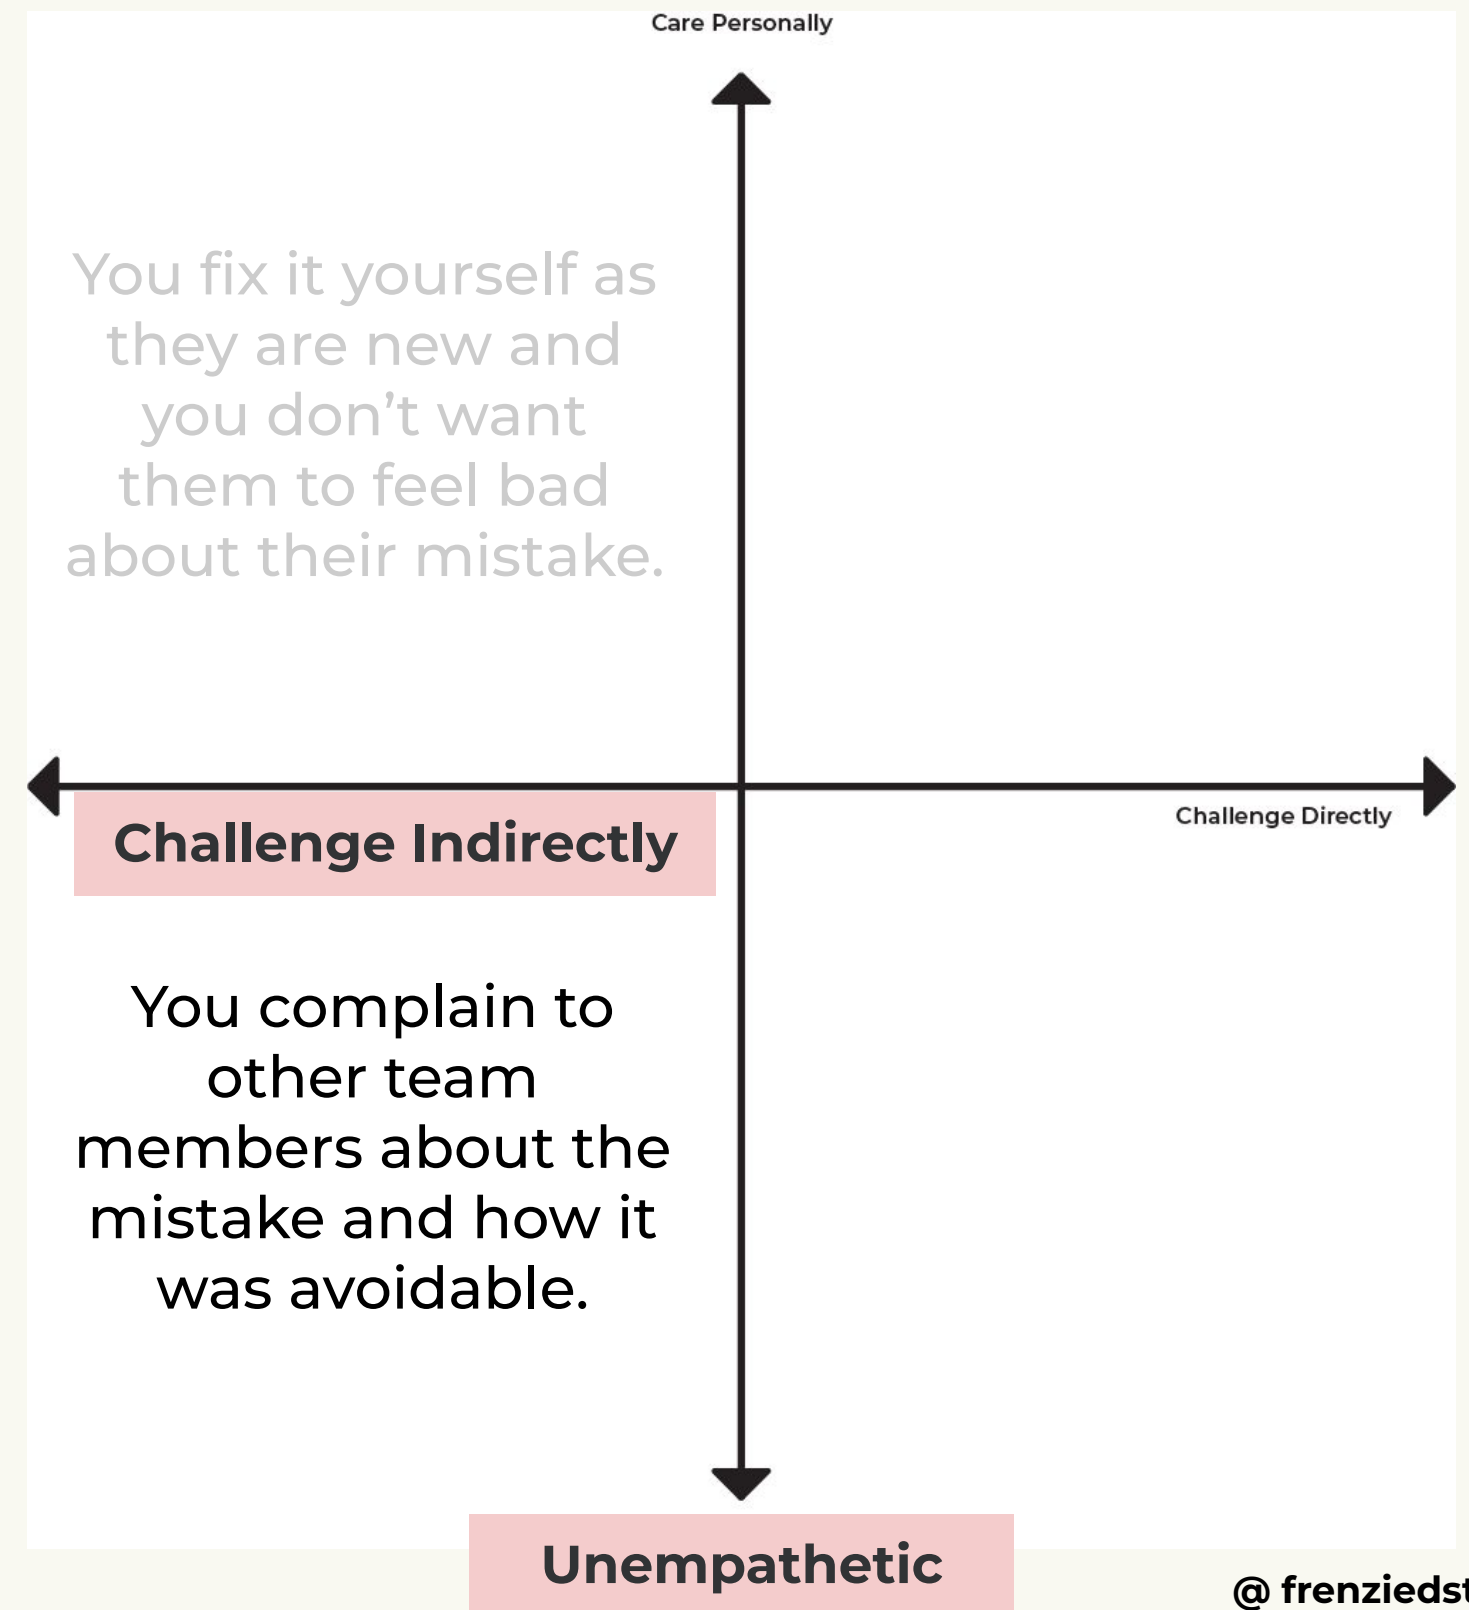 Care Personally
You fix it yourself as
they are new and
you don’t want
them to feel bad
about their mistake.
Challenge Directly
Challenge Indirectly
You complain to
other team
members about the
mistake and how it
was avoidable.
Unempathetic
@ frenziedst